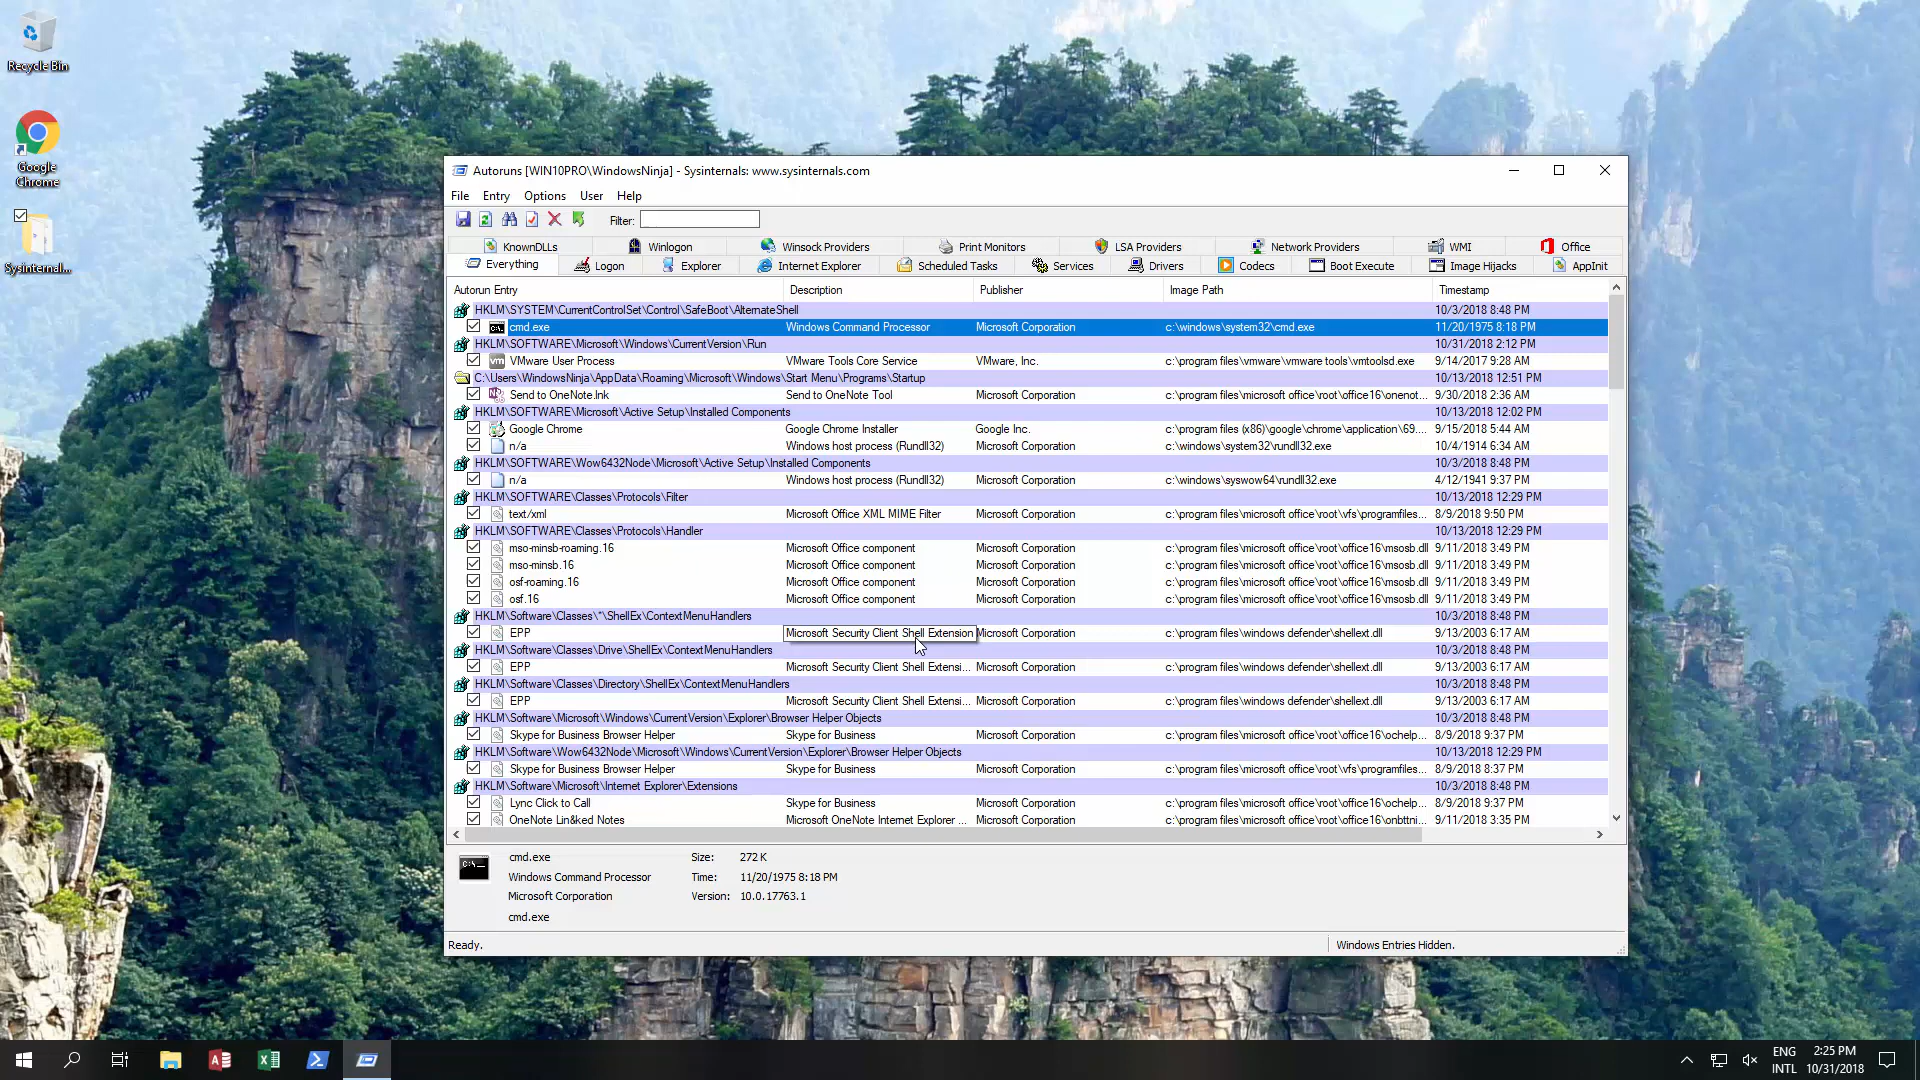 Recycle Bin
Google
Chrome
Sysinternal...
Autoruns [WIN10PRO\WindowsNinja] - Sysinternals: www.sysinternals.com
File Entry Options User Help
Filter:
KnownDLLs Winlogon Winsock Providers Print Monitors LSA Providers Network Providers WMI Office
Everything Logon Explorer Internet Explorer Scheduled Tasks Services Drivers Codecs Boot Execute Image Hijacks AppInit
Autorun Entry Description Publisher Image Path Timestamp
HKLM\SYSTEM\CurrentControlSet\Control\SafeBoot\AlternateShell 10/3/2018 8:48 PM
cmd.exe Windows Command Processor Microsoft Corporation c:\windows\system32\cmd.exe 11/20/1975 8:18 PM
HKLM\SOFTWARE\Microsoft\Windows\CurrentVersion\Run 10/31/2018 2:12 PM
VMware User Process VMware Tools Core Service VMware, Inc. c:\program files\vmware\vmware tools\vmtoolsd.exe 9/14/2017 9:28 AM
C:\Users\WindowsNinja\AppData\Roaming\Microsoft\Windows\Start Menu\Programs\Startup 10/13/2018 12:51 PM
Send to OneNote.lnk Send to OneNote Tool Microsoft Corporation c:\program files\microsoft office\root\office16\onenot... 9/30/2018 2:36 AM
HKLM\SOFTWARE\Microsoft\Active Setup\Installed Components 10/13/2018 12:02 PM
Google Chrome Google Chrome Installer Google Inc. c:\program files (x86)\google\chrome\application\69.... 9/15/2018 5:44 AM
n/a Windows host process (Rundll32) Microsoft Corporation c:\windows\system32\rundll32.exe 10/4/1914 6:34 AM
HKLM\SOFTWARE\Wow6432Node\Microsoft\Active Setup\Installed Components 10/3/2018 8:48 PM
n/a Windows host process (Rundll32) Microsoft Corporation c:\windows\syswow64\rundll32.exe 4/12/1941 9:37 PM
HKLM\SOFTWARE\Classes\Protocols\Filter 10/13/2018 12:29 PM
text/xml Microsoft Office XML MIME Filter Microsoft Corporation c:\program files\microsoft office\root\vfs\programfiles... 8/9/2018 9:50 PM
HKLM\SOFTWARE\Classes\Protocols\Handler 10/13/2018 12:29 PM
mso-minsb-roaming.16 Microsoft Office component Microsoft Corporation c:\program files\microsoft office\root\office16\msosb.dll 9/11/2018 3:49 PM
mso-minsb.16 Microsoft Office component Microsoft Corporation c:\program files\microsoft office\root\office16\msosb.dll 9/11/2018 3:49 PM
osf-roaming.16 Microsoft Office component Microsoft Corporation c:\program files\microsoft office\root\office16\msosb.dll 9/11/2018 3:49 PM
osf.16 Microsoft Office component Microsoft Corporation c:\program files\microsoft office\root\office16\msosb.dll 9/11/2018 3:49 PM
HKLM\Software\Classes\*\ShellEx\ContextMenuHandlers 10/3/2018 8:48 PM
EPP Microsoft Security Client Shell Extension Microsoft Corporation c:\program files\windows defender\shellext.dll 9/13/2003 6:17 AM
HKLM\Software\Classes\Drive\ShellEx\ContextMenuHandlers 10/3/2018 8:48 PM
EPP Microsoft Security Client Shell Extensi... Microsoft Corporation c:\program files\windows defender\shellext.dll 9/13/2003 6:17 AM
HKLM\Software\Classes\Directory\ShellEx\ContextMenuHandlers 10/3/2018 8:48 PM
EPP Microsoft Security Client Shell Extensi... Microsoft Corporation c:\program files\windows defender\shellext.dll 9/13/2003 6:17 AM
HKLM\Software\Microsoft\Windows\CurrentVersion\Explorer\Browser Helper Objects 10/3/2018 8:48 PM
Skype for Business Browser Helper Skype for Business Microsoft Corporation c:\program files\microsoft office\root\office16\ochelp... 8/9/2018 9:37 PM
HKLM\Software\Wow6432Node\Microsoft\Windows\CurrentVersion\Explorer\Browser Helper Objects 10/13/2018 12:29 PM
Skype for Business Browser Helper Skype for Business Microsoft Corporation c:\program files\microsoft office\root\vfs\programfiles... 8/9/2018 8:37 PM
HKLM\Software\Microsoft\Internet Explorer\Extensions 10/3/2018 8:48 PM
Lync Click to Call Skype for Business Microsoft Corporation c:\program files\microsoft office\root\office16\ochelp... 8/9/2018 9:37 PM
OneNote Lin&ked Notes Microsoft OneNote Internet Explorer ... Microsoft Corporation c:\program files\microsoft office\root\office16\onbttni... 9/11/2018 3:35 PM
cmd.exe Size: 272 K
Windows Command Processor Time: 11/20/1975 8:18 PM
Microsoft Corporation Version: 10.0.17763.1
cmd.exe
Ready. Windows Entries Hidden.
ENG 2:25 PM
INTL 10/31/2018